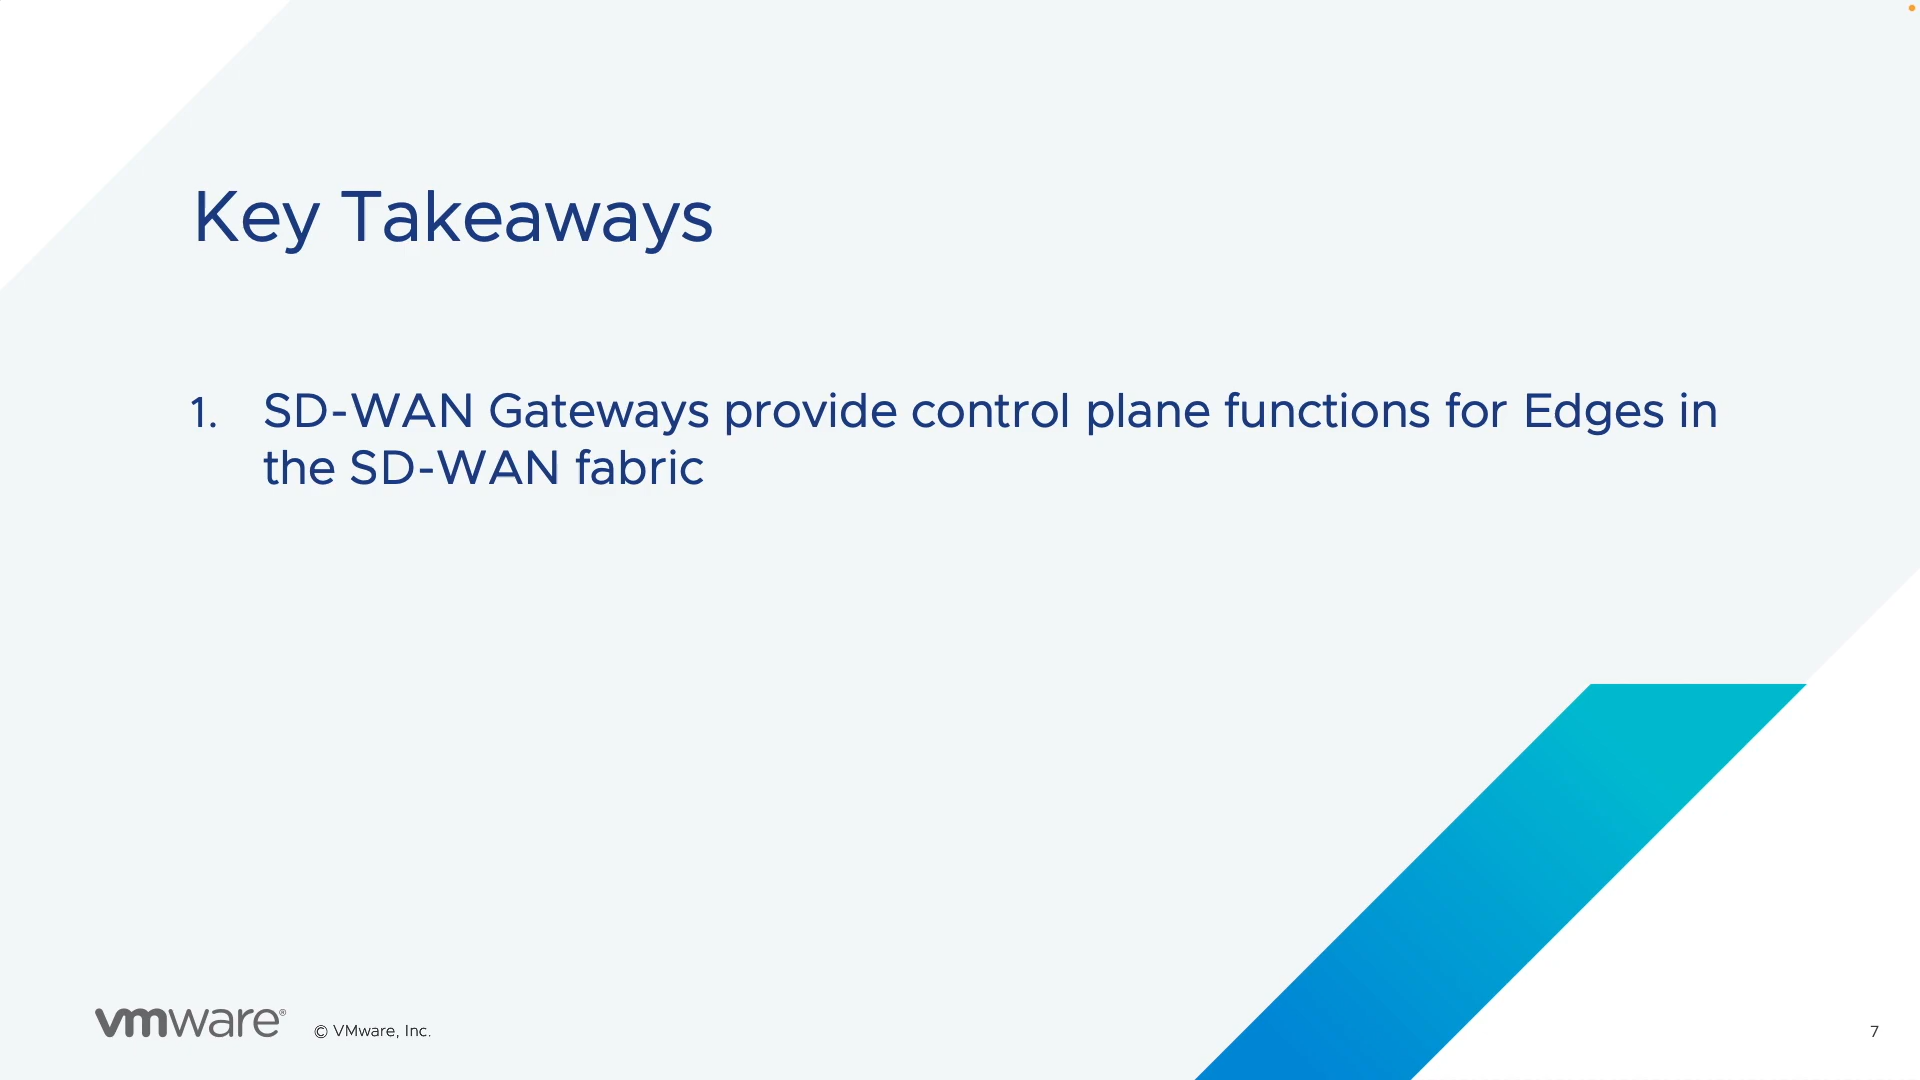 Key Takeaways
1. SD-WAN Gateways provide control plane functions for Edges in
the SD-WAN fabric
vmware®
© VMware, Inc.
7